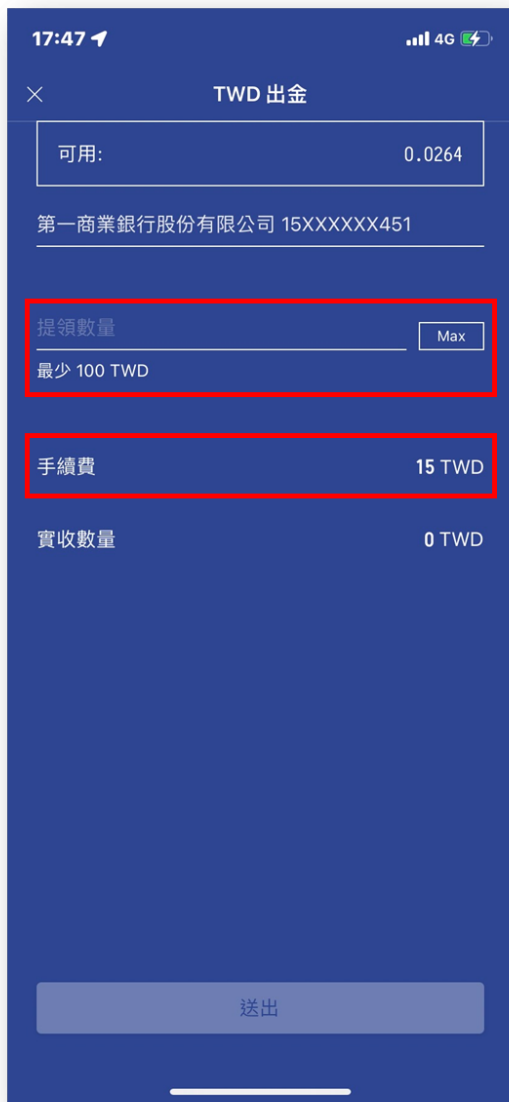 17:47 4G
TWD 出金
可用: 0.0264
第一商業銀行股份有限公司 15XXXXXX451
提領數量 Max
最少 100 TWD
手續費 15 TWD
實收數量 0 TWD
送出